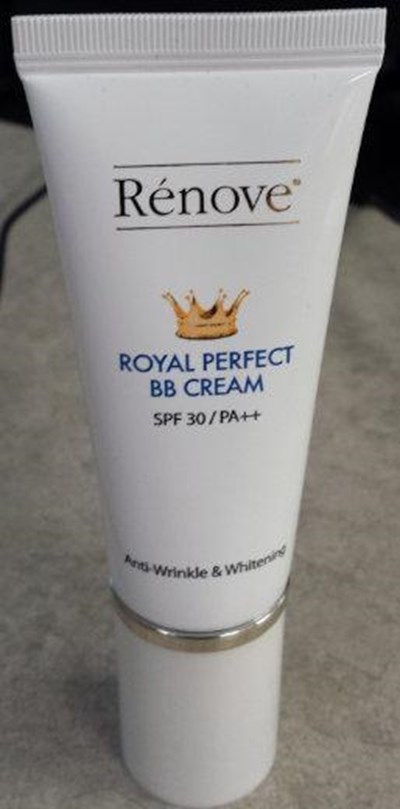 Rénove®
ROYAL PERFECT
BB CREAM
SPF 30 / PA++
Anti-Wrinkle & Whitening